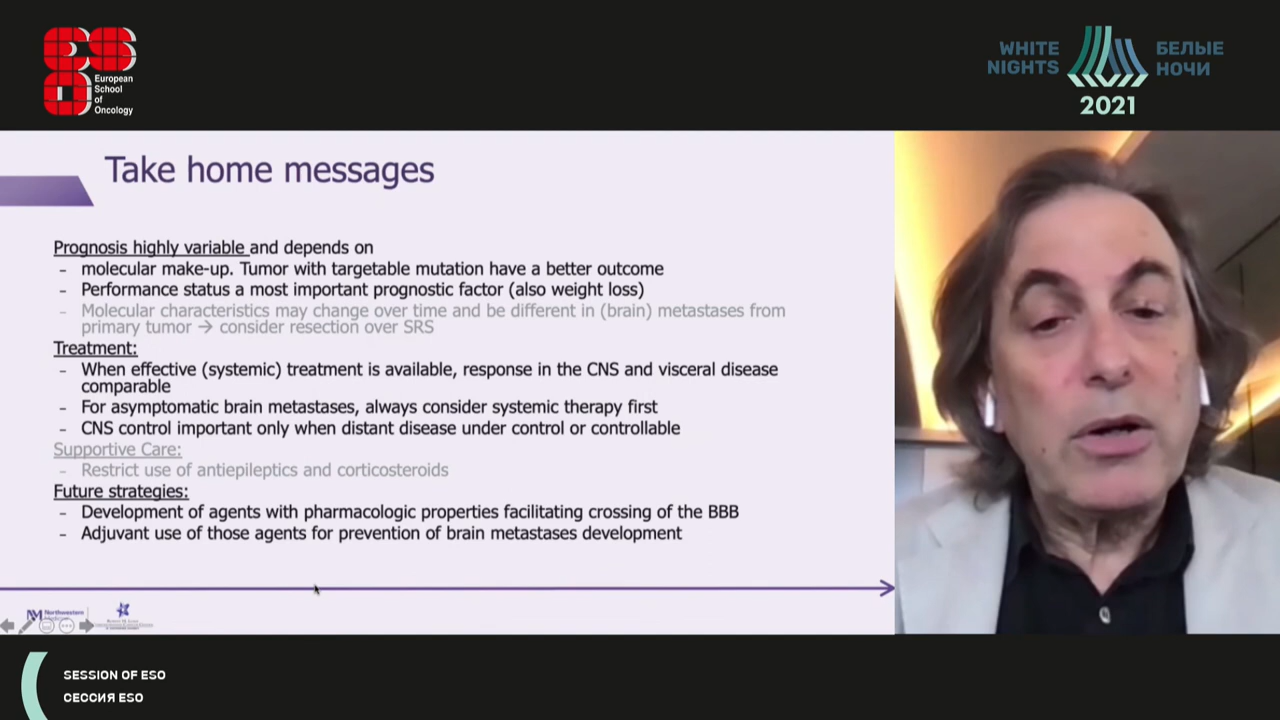 ESO
European
School
of
Oncology
WHITE
NIGHTS
БЕЛЫЕ
НОЧИ
2021
Take home messages
Prognosis highly variable and depends on
- molecular make-up. Tumor with targetable mutation have a better outcome
- Performance status a most important prognostic factor (also weight loss)
- Molecular characteristics may change over time and be different in (brain) metastases from
primary tumor → consider resection over SRS
Treatment:
- When effective (systemic) treatment is available, response in the CNS and visceral disease
comparable
- For asymptomatic brain metastases, always consider systemic therapy first
- CNS control important only when distant disease under control or controllable
Supportive Care:
- Restrict use of antiepileptics and corticosteroids
Future strategies:
- Development of agents with pharmacologic properties facilitating crossing of the BBB
- Adjuvant use of those agents for prevention of brain metastases development
NM Northwestern
SESSION OF ESO
СЕССИЯ ESO